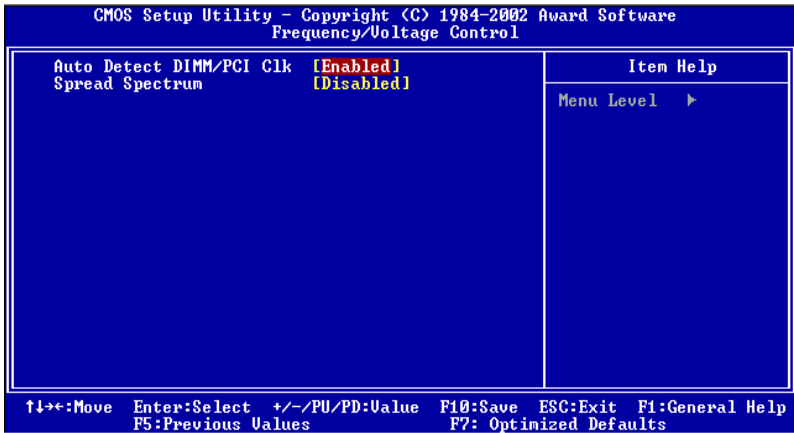 CMOS Setup Utility - Copyright (C) 1984-2002 Award Software
Frequency/Voltage Control
Auto Detect DIMM/PCI Clk [Enabled]
Spread Spectrum [Disabled]
Item Help
Menu Level ►
↑↓→←:Move Enter:Select +/-/PU/PD:Value F10:Save ESC:Exit F1:General Help
F5:Previous Values F7: Optimized Defaults